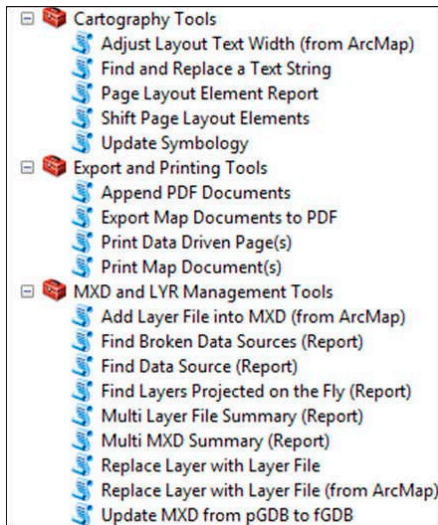 Cartography Tools
Adjust Layout Text Width (from ArcMap)
Find and Replace a Text String
Page Layout Element Report
Shift Page Layout Elements
Update Symbology
Export and Printing Tools
Append PDF Documents
Export Map Documents to PDF
Print Data Driven Page(s)
Print Map Document(s)
MXD and LYR Management Tools
Add Layer File into MXD (from ArcMap)
Find Broken Data Sources (Report)
Find Data Source (Report)
Find Layers Projected on the Fly (Report)
Multi Layer File Summary (Report)
Multi MXD Summary (Report)
Replace Layer with Layer File
Replace Layer with Layer File (from ArcMap)
Update MXD from pGDB to fGDB